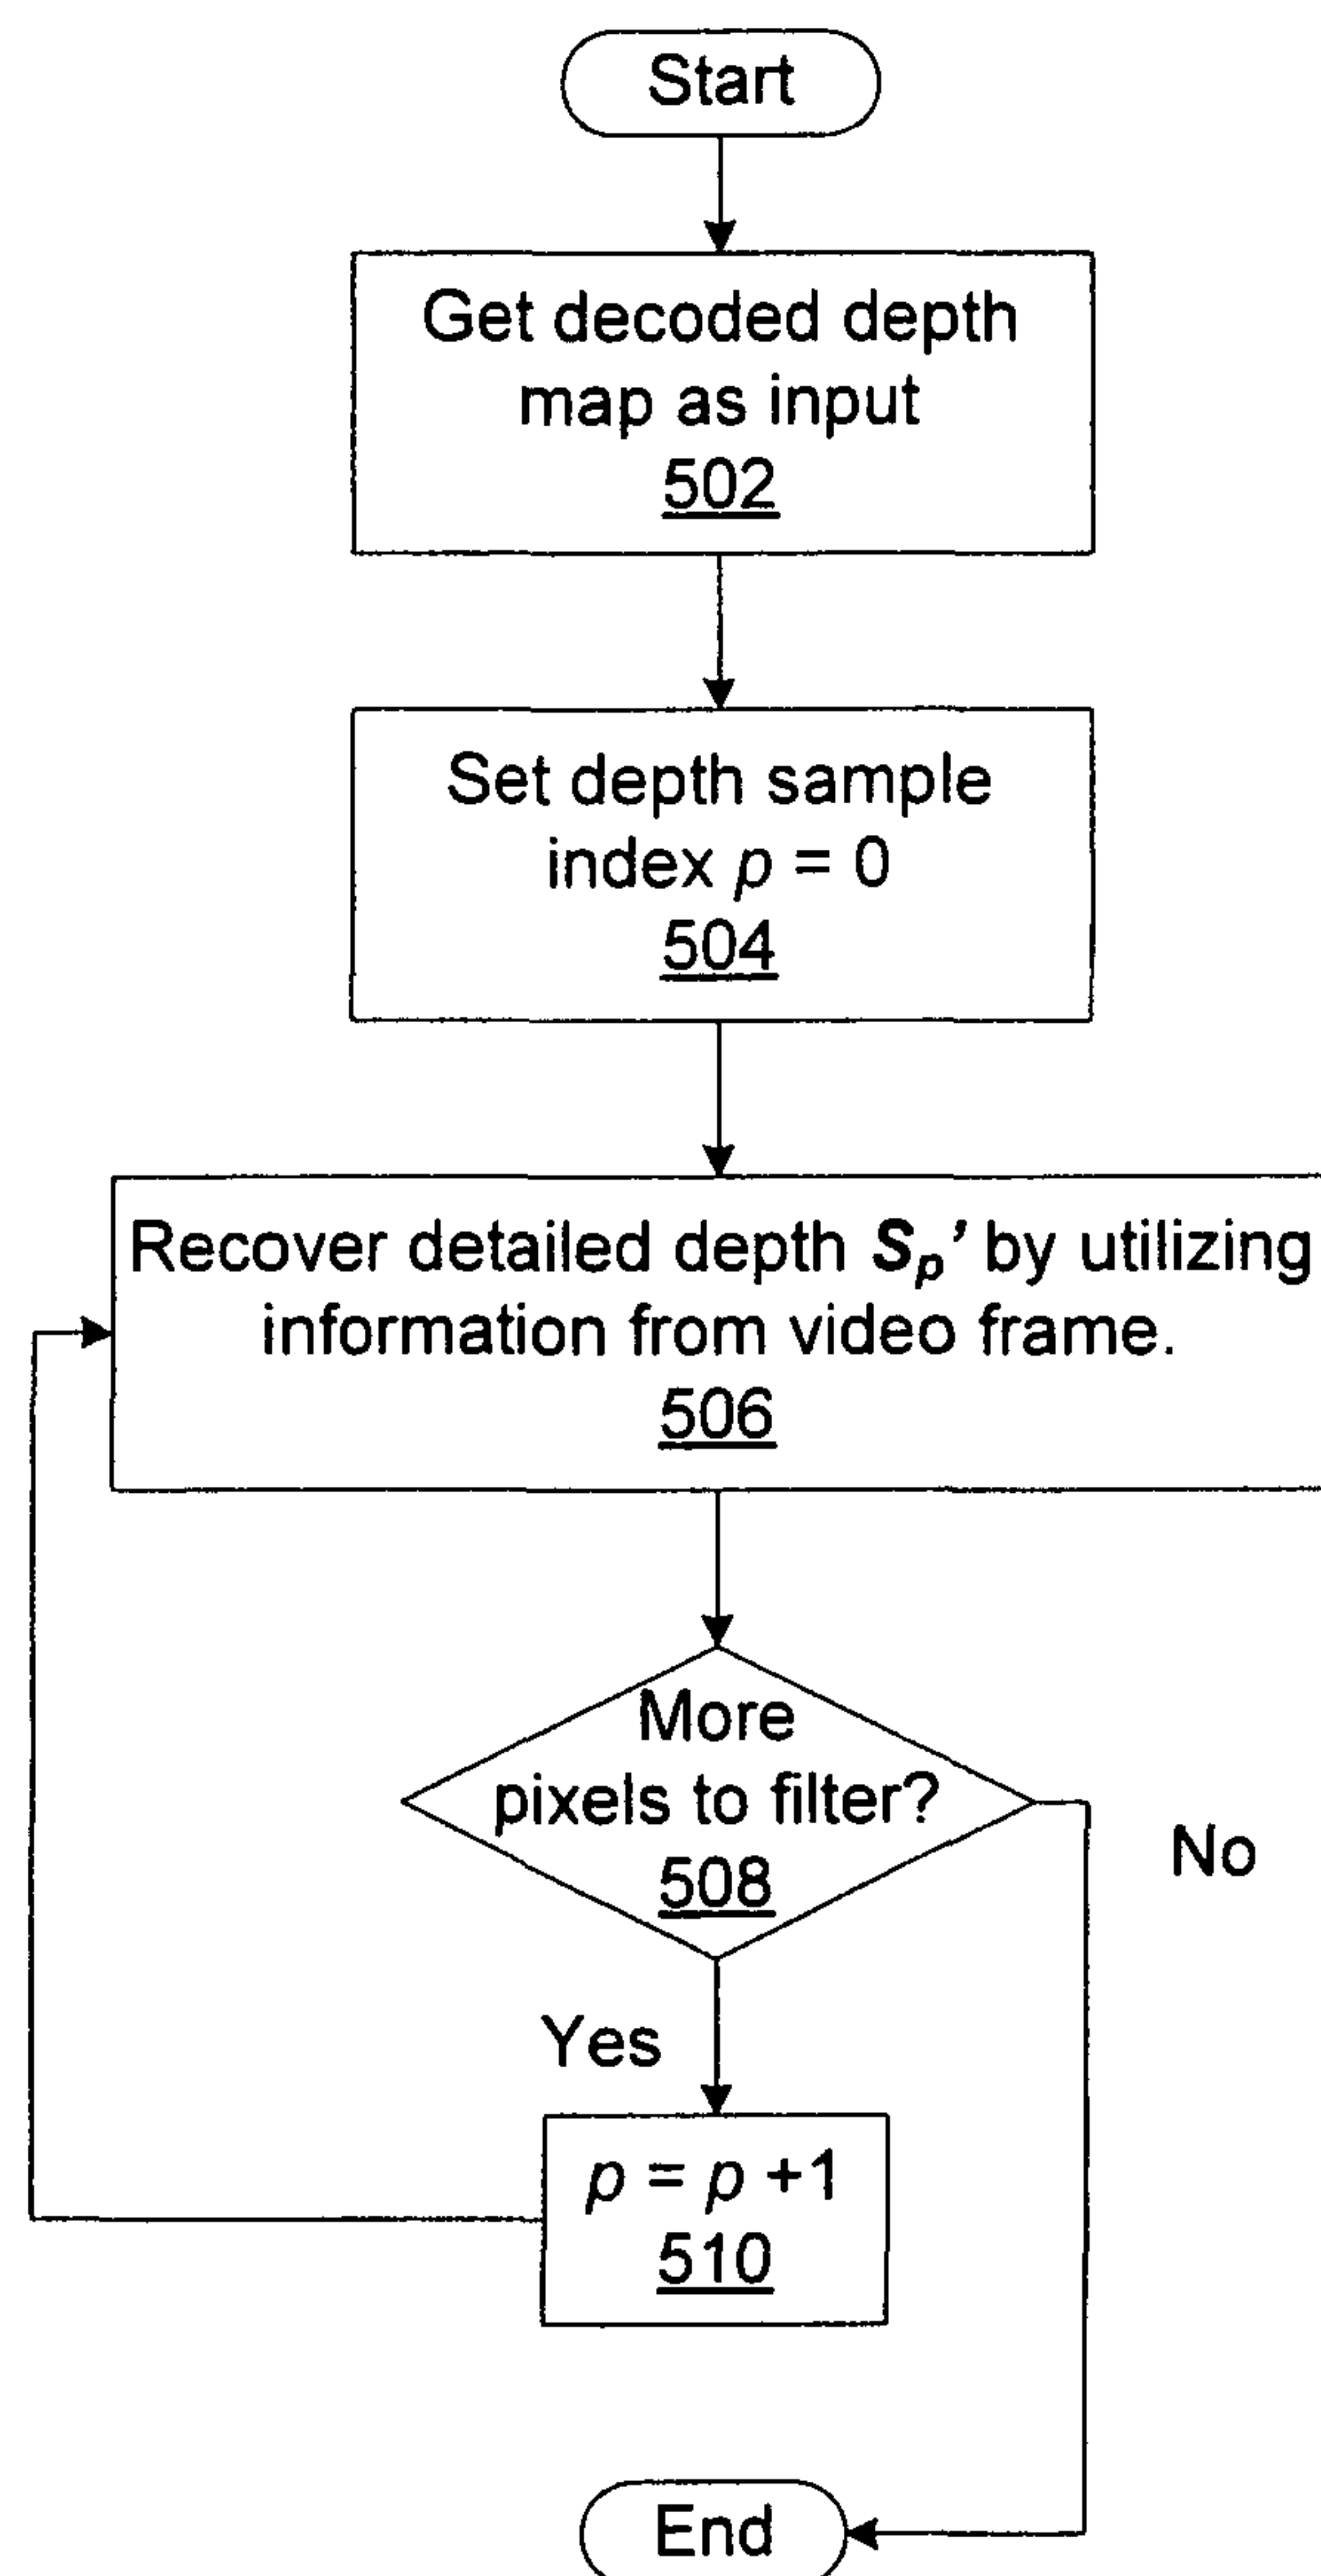 Start
Get decoded depth
map as input
502
Set depth sample
index p = 0
504
Recover detailed depth Sp' by utilizing
information from video frame.
506
More
pixels to filter?
508
No
Yes
p = p +1
510
End